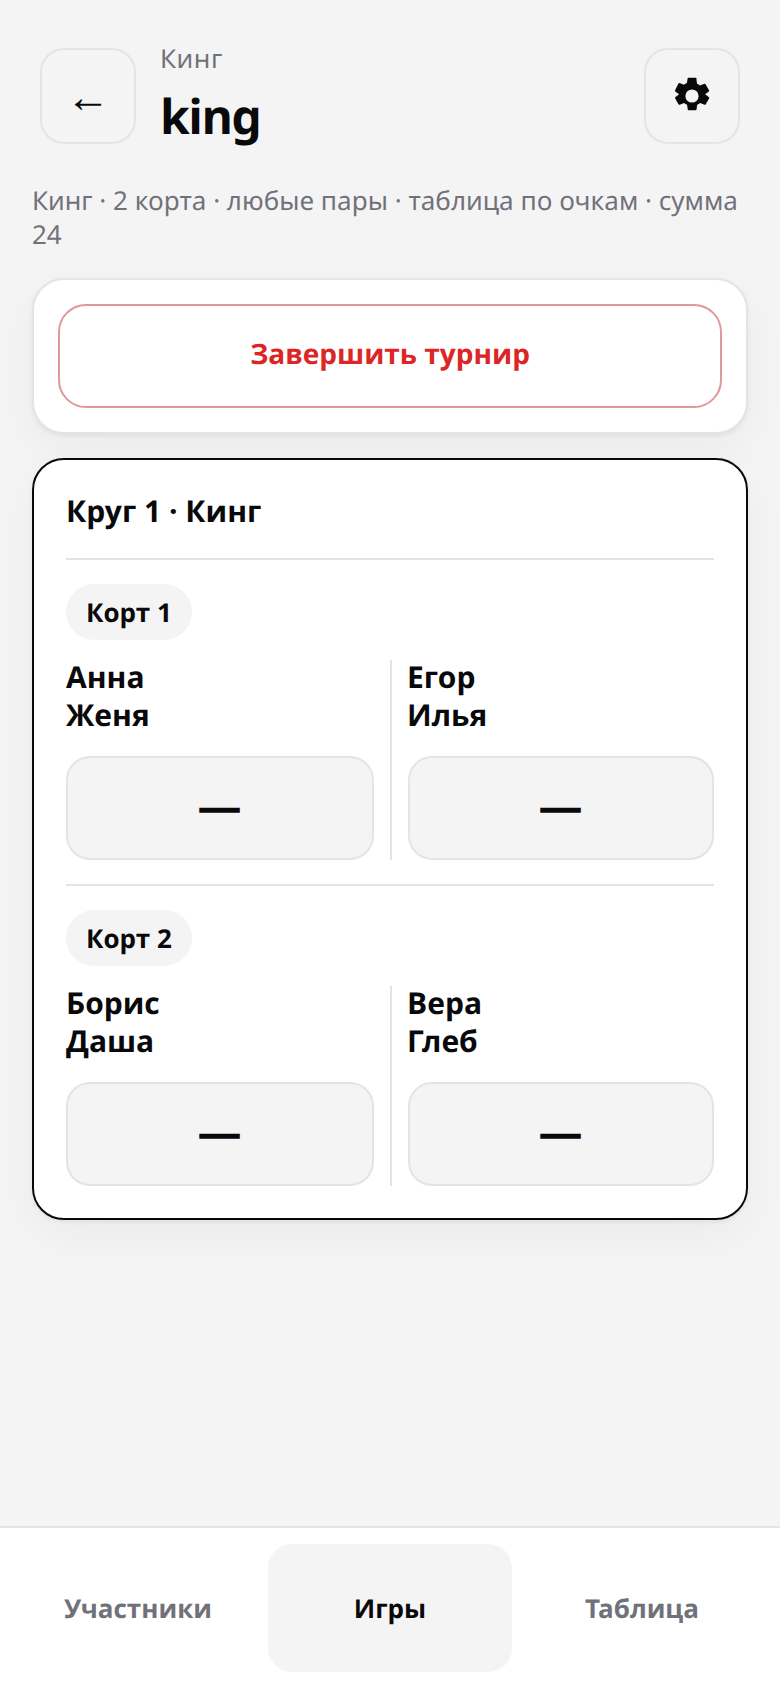 ←
Кинг
king
Кинг · 2 корта · любые пары · таблица по очкам · сумма
24
Завершить турнир
Круг 1 · Кинг
Корт 1
Анна
Женя
Егор
Илья
—
—
Корт 2
Борис
Даша
Вера
Глеб
—
—
Участники
Игры
Таблица